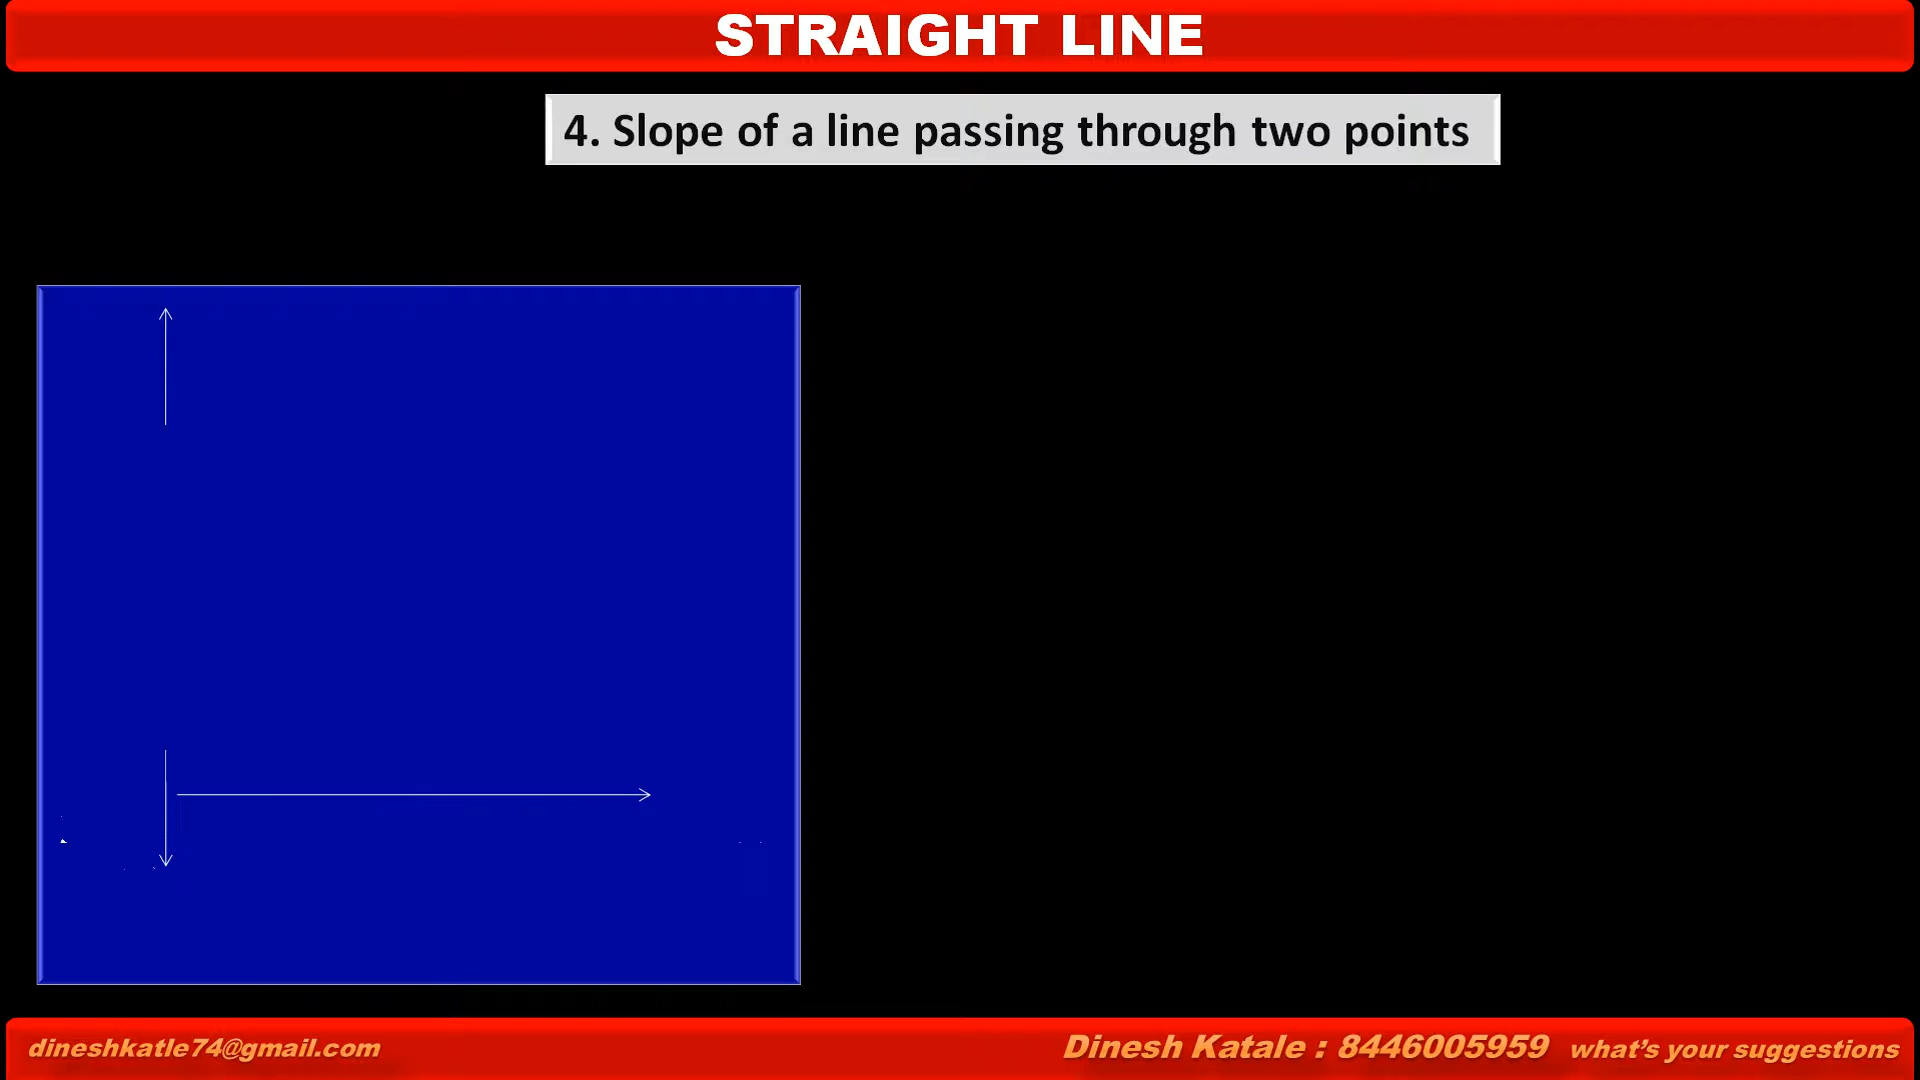 STRAIGHT LINE
4. Slope of a line passing through two points
dineshkatle74@gmail.com
Dinesh Katale : 8446005959 what's your suggestions